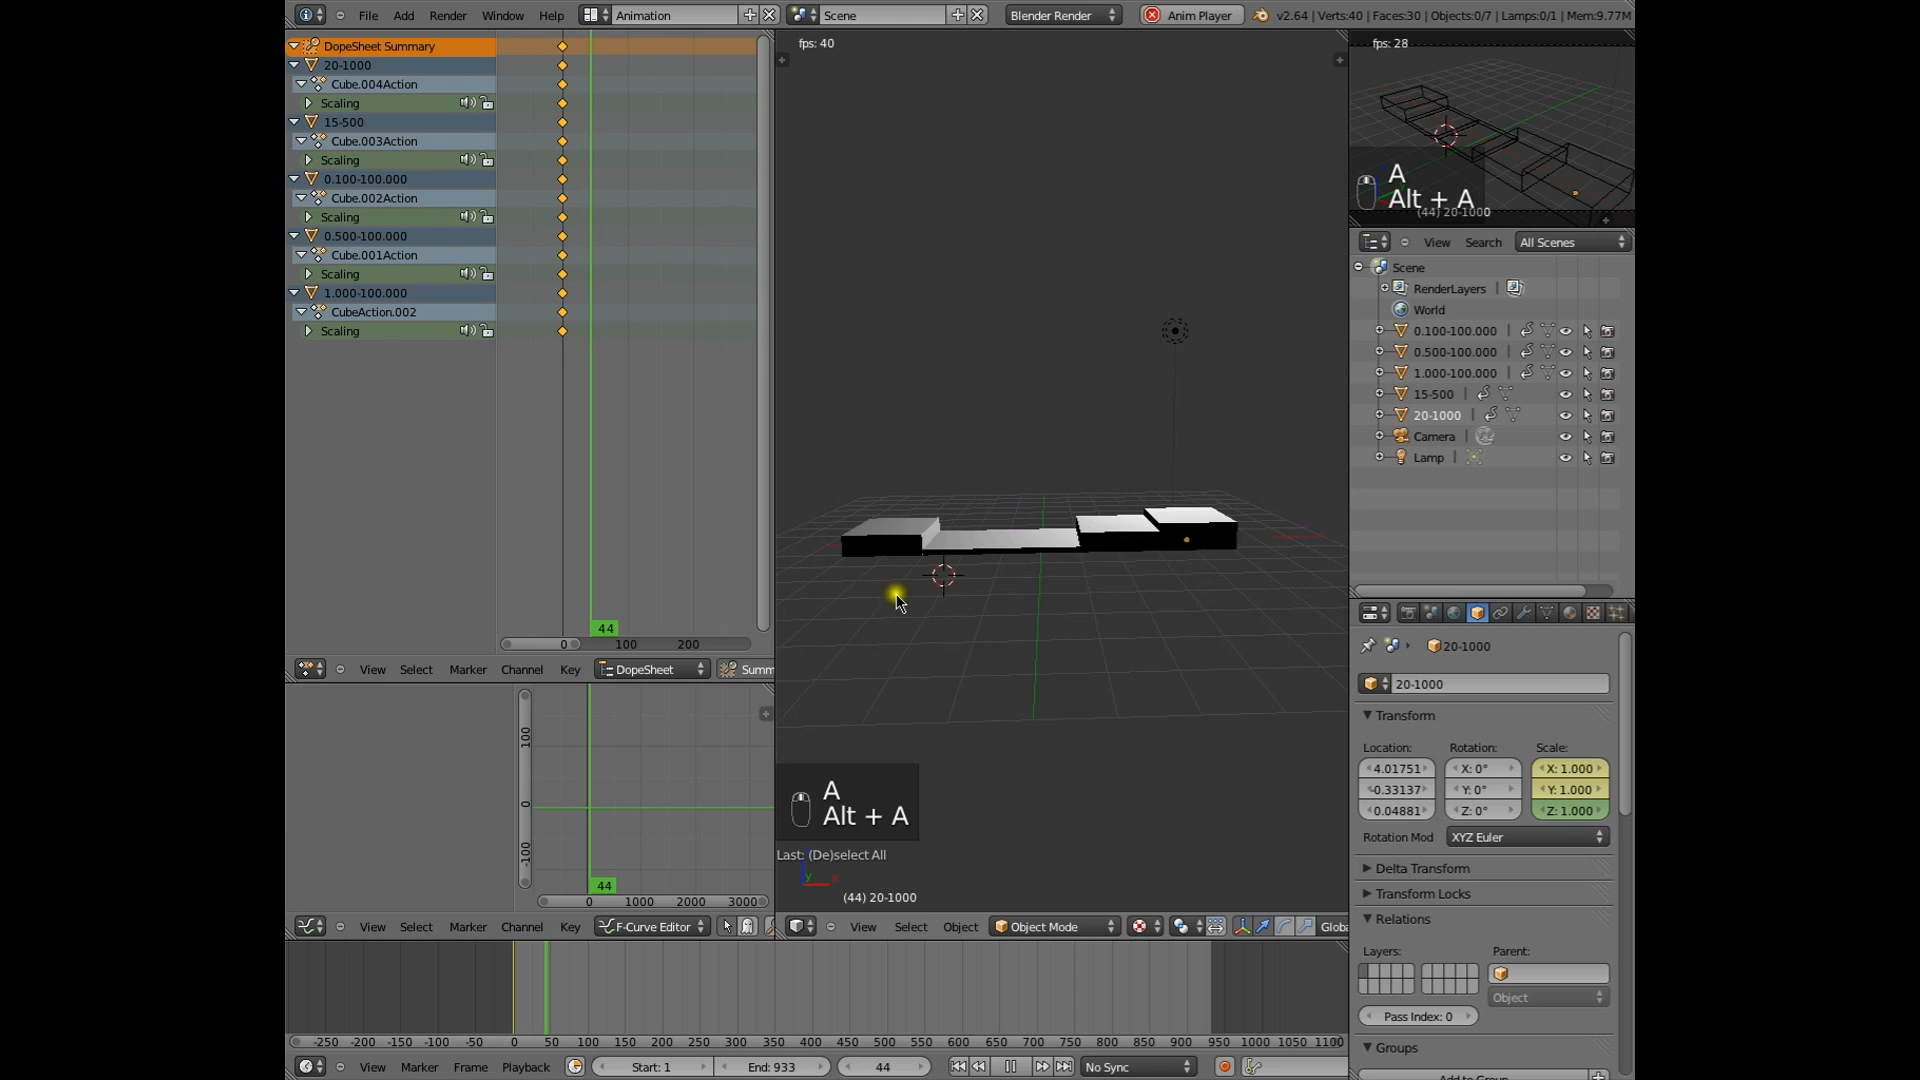 File Add Render Window Help Animation Scene Blender Render Anim Player v2.64 | Verts:40 | Faces:30 | Objects:0/7 | Lamps:0/1 | Mem:9.77M
DopeSheet Summary
20-1000
Cube.004Action
Scaling
15-500
Cube.003Action
Scaling
0.100-100.000
Cube.002Action
Scaling
0.500-100.000
Cube.001Action
Scaling
1.000-100.000
CubeAction.002
Scaling
44
0 100 200
View Select Marker Channel Key DopeSheet Summ
100
0
-100
44
0 1000 2000 3000
View Select Marker Channel Key F-Curve Editor
fps: 40
A
Alt + A
Last: (De)select All
y x
(44) 20-1000
View Select Object Object Mode Globa
fps: 28
A
Alt + A
(44) 20-1000
View Search All Scenes
Scene
RenderLayers |
World
0.100-100.000 |
0.500-100.000 |
1.000-100.000 |
15-500 |
20-1000 |
Camera |
Lamp |
20-1000
20-1000
Transform
Location: Rotation: Scale:
4.01751 X: 0° X: 1.000
-0.33137 Y: 0° Y: 1.000
0.04881 Z: 0° Z: 1.000
Rotation Mod XYZ Euler
Delta Transform
Transform Locks
Relations
Layers: Parent:
Object
Pass Index: 0
Groups
Add to Group
-250 -200 -150 -100 -50 0 50 100 150 200 250 300 350 400 450 500 550 600 650 700 750 800 850 900 950 1000 1050 1100
View Marker Frame Playback Start: 1 End: 933 44 No Sync